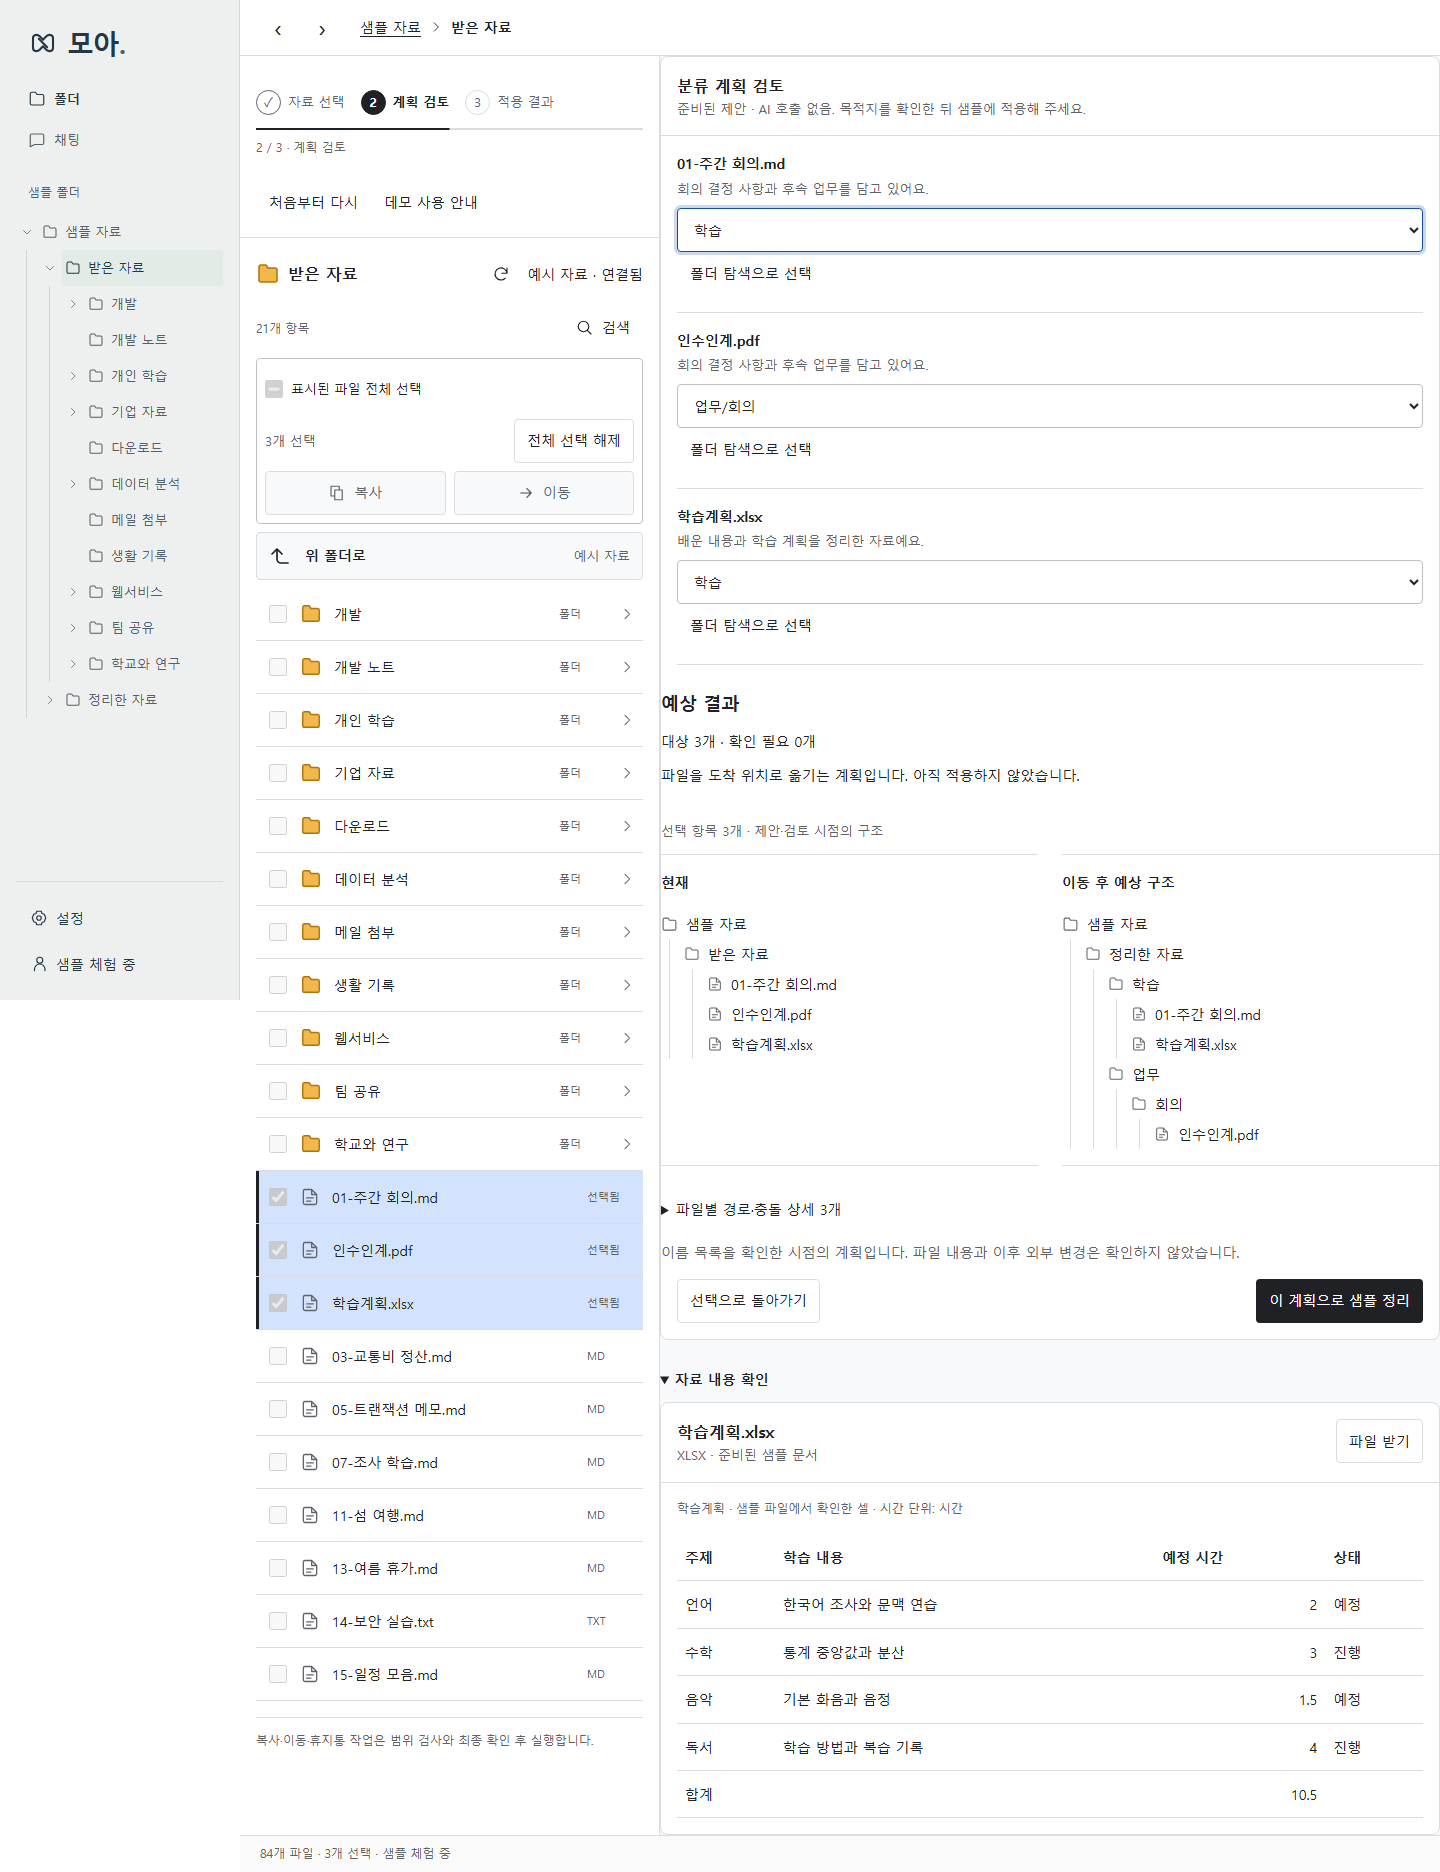 모아.
폴더
채팅
샘플 폴더
샘플 자료
받은 자료
개발
개발 노트
개인 학습
기업 자료
다운로드
데이터 분석
메일 첨부
생활 기록
웹서비스
팀 공유
학교와 연구
정리한 자료
설정
샘플 체험 중
샘플 자료 > 받은 자료
자료 선택 2 계획 검토 3 적용 결과
2 / 3 · 계획 검토
처음부터 다시 데모 사용 안내
받은 자료 예시 자료 · 연결됨
21개 항목 검색
표시된 파일 전체 선택
3개 선택 전체 선택 해제
복사 이동
위 폴더로 예시 자료
개발 폴더
개발 노트 폴더
개인 학습 폴더
기업 자료 폴더
다운로드 폴더
데이터 분석 폴더
메일 첨부 폴더
생활 기록 폴더
웹서비스 폴더
팀 공유 폴더
학교와 연구 폴더
01-주간 회의.md 선택됨
인수인계.pdf 선택됨
학습계획.xlsx 선택됨
03-교통비 정산.md MD
05-트랜잭션 메모.md MD
07-조사 학습.md MD
11-섬 여행.md MD
13-여름 휴가.md MD
14-보안 실습.txt TXT
15-일정 모음.md MD
복사·이동·휴지통 작업은 범위 검사와 최종 확인 후 실행합니다.
분류 계획 검토
준비된 제안 · AI 호출 없음. 목적지를 확인한 뒤 샘플에 적용해 주세요.
01-주간 회의.md
회의 결정 사항과 후속 업무를 담고 있어요.
학습
폴더 탐색으로 선택
인수인계.pdf
회의 결정 사항과 후속 업무를 담고 있어요.
업무/회의
폴더 탐색으로 선택
학습계획.xlsx
배운 내용과 학습 계획을 정리한 자료예요.
학습
폴더 탐색으로 선택
예상 결과
대상 3개 · 확인 필요 0개
파일을 도착 위치로 옮기는 계획입니다. 아직 적용하지 않았습니다.
선택 항목 3개 · 제안·검토 시점의 구조
현재
샘플 자료
받은 자료
01-주간 회의.md
인수인계.pdf
학습계획.xlsx
이동 후 예상 구조
샘플 자료
정리한 자료
학습
01-주간 회의.md
학습계획.xlsx
업무
회의
인수인계.pdf
파일별 경로·충돌 상세 3개
이름 목록을 확인한 시점의 계획입니다. 파일 내용과 이후 외부 변경은 확인하지 않았습니다.
선택으로 돌아가기 이 계획으로 샘플 정리
자료 내용 확인
학습계획.xlsx 파일 받기
XLSX · 준비된 샘플 문서
학습계획 · 샘플 파일에서 확인한 셀 · 시간 단위: 시간
주제 학습 내용 예정 시간 상태
언어 한국어 조사와 문맥 연습 2 예정
수학 통계 중앙값과 분산 3 진행
음악 기본 화음과 음정 1.5 예정
독서 학습 방법과 복습 기록 4 진행
합계 10.5
84개 파일 · 3개 선택 · 샘플 체험 중